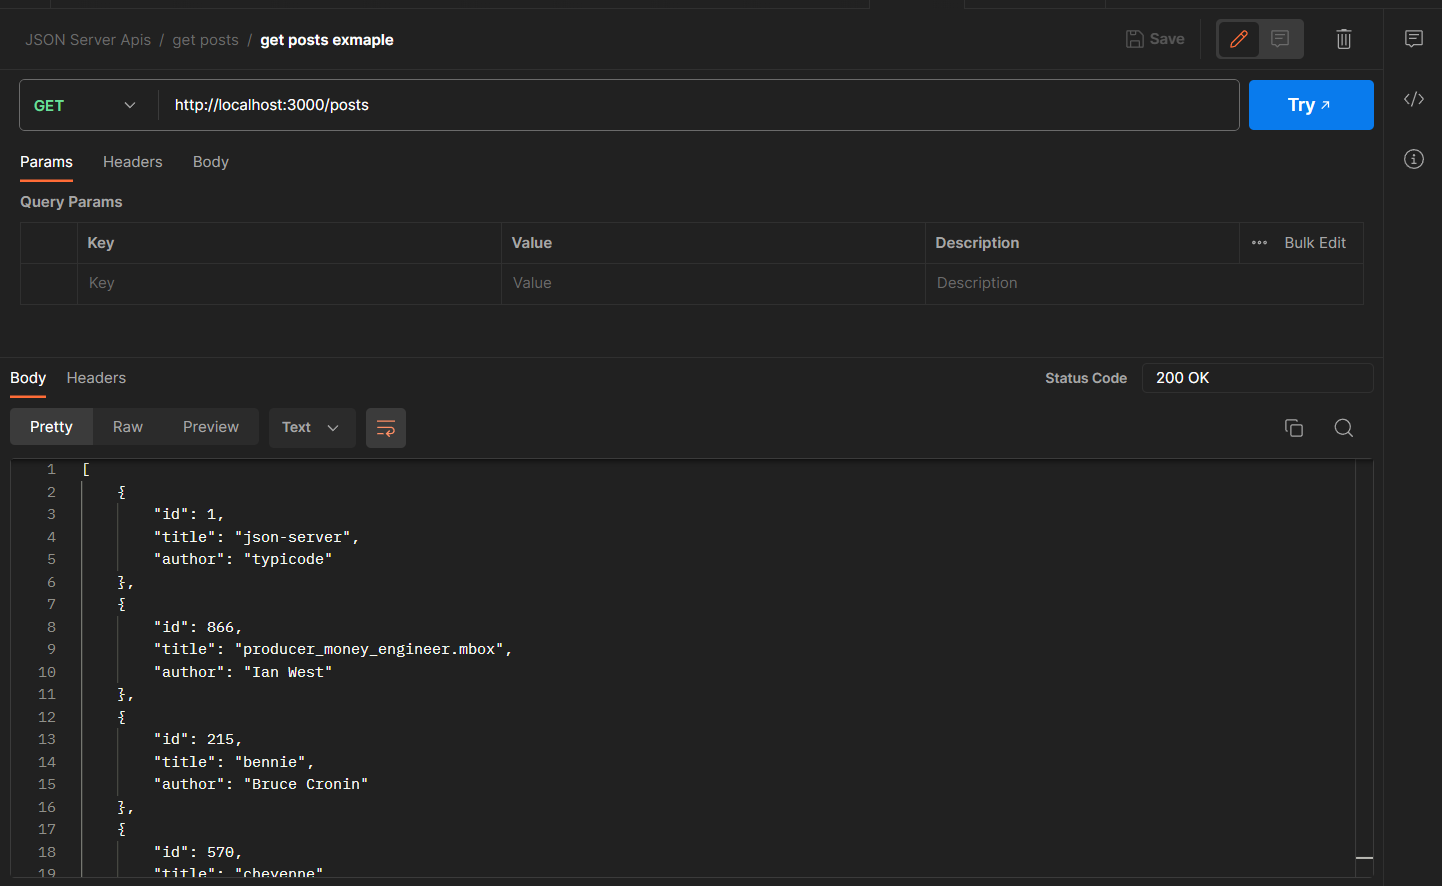 JSON Server Apis / get posts / get posts exmaple
Save
GET http://localhost:3000/posts
Try
Params Headers Body
Query Params
Key Value Description Bulk Edit
Key Value Description
Body Headers Status Code 200 OK
Pretty Raw Preview Text
1 [
2 {
3 "id": 1,
4 "title": "json-server",
5 "author": "typicode"
6 },
7 {
8 "id": 866,
9 "title": "producer_money_engineer.mbox",
10 "author": "Ian West"
11 },
12 {
13 "id": 215,
14 "title": "bennie",
15 "author": "Bruce Cronin"
16 },
17 {
18 "id": 570,
19 "title": "cheyenne"